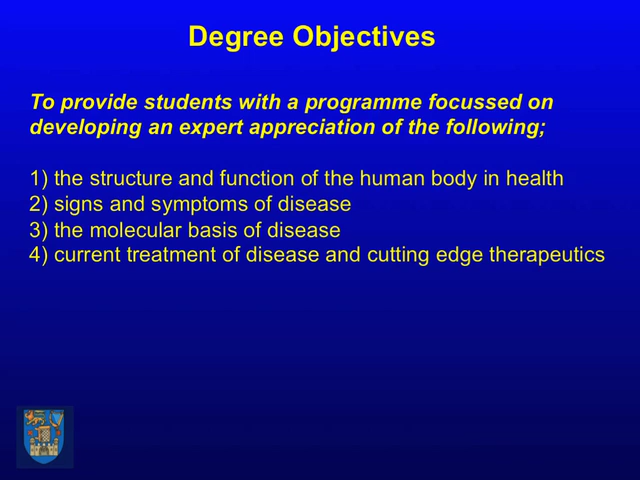 Degree Objectives
To provide students with a programme focussed on
developing an expert appreciation of the following;
1) the structure and function of the human body in health
2) signs and symptoms of disease
3) the molecular basis of disease
4) current treatment of disease and cutting edge therapeutics